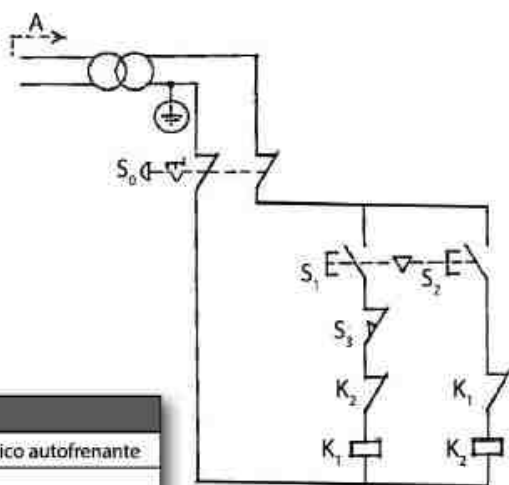 A
S₀
S₁
S₂
S₃
K₂
K₁
K₁
K₂
ico autofrenante